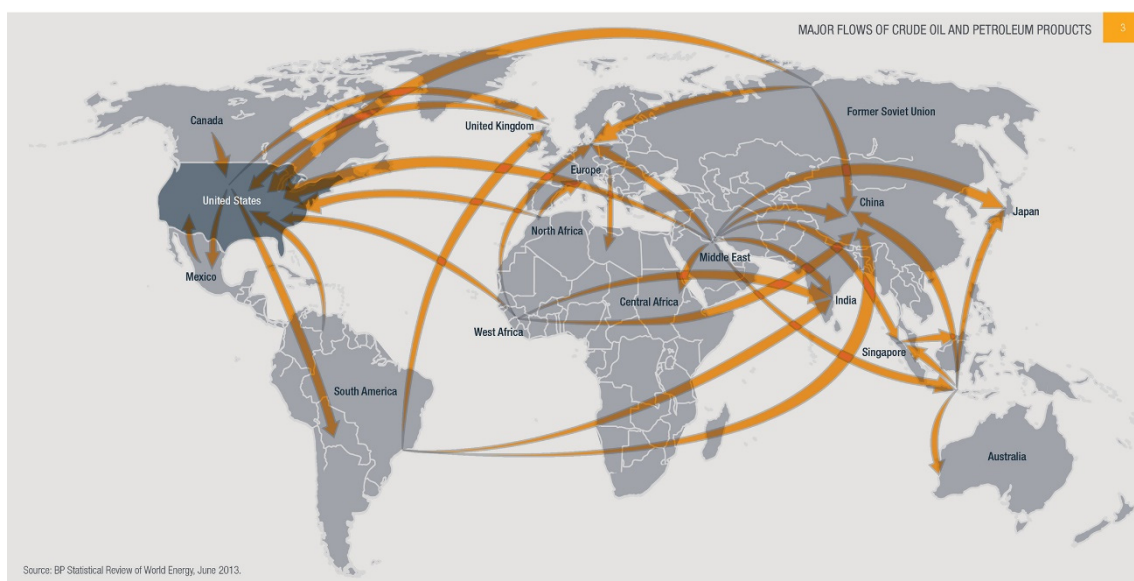 MAJOR FLOWS OF CRUDE OIL AND PETROLEUM PRODUCTS 3
Canada
United Kingdom
Former Soviet Union
Europe
United States
China
Japan
North Africa
Middle East
Mexico
Central Africa
India
West Africa
Singapore
South America
Australia
Source: BP Statistical Review of World Energy, June 2013.